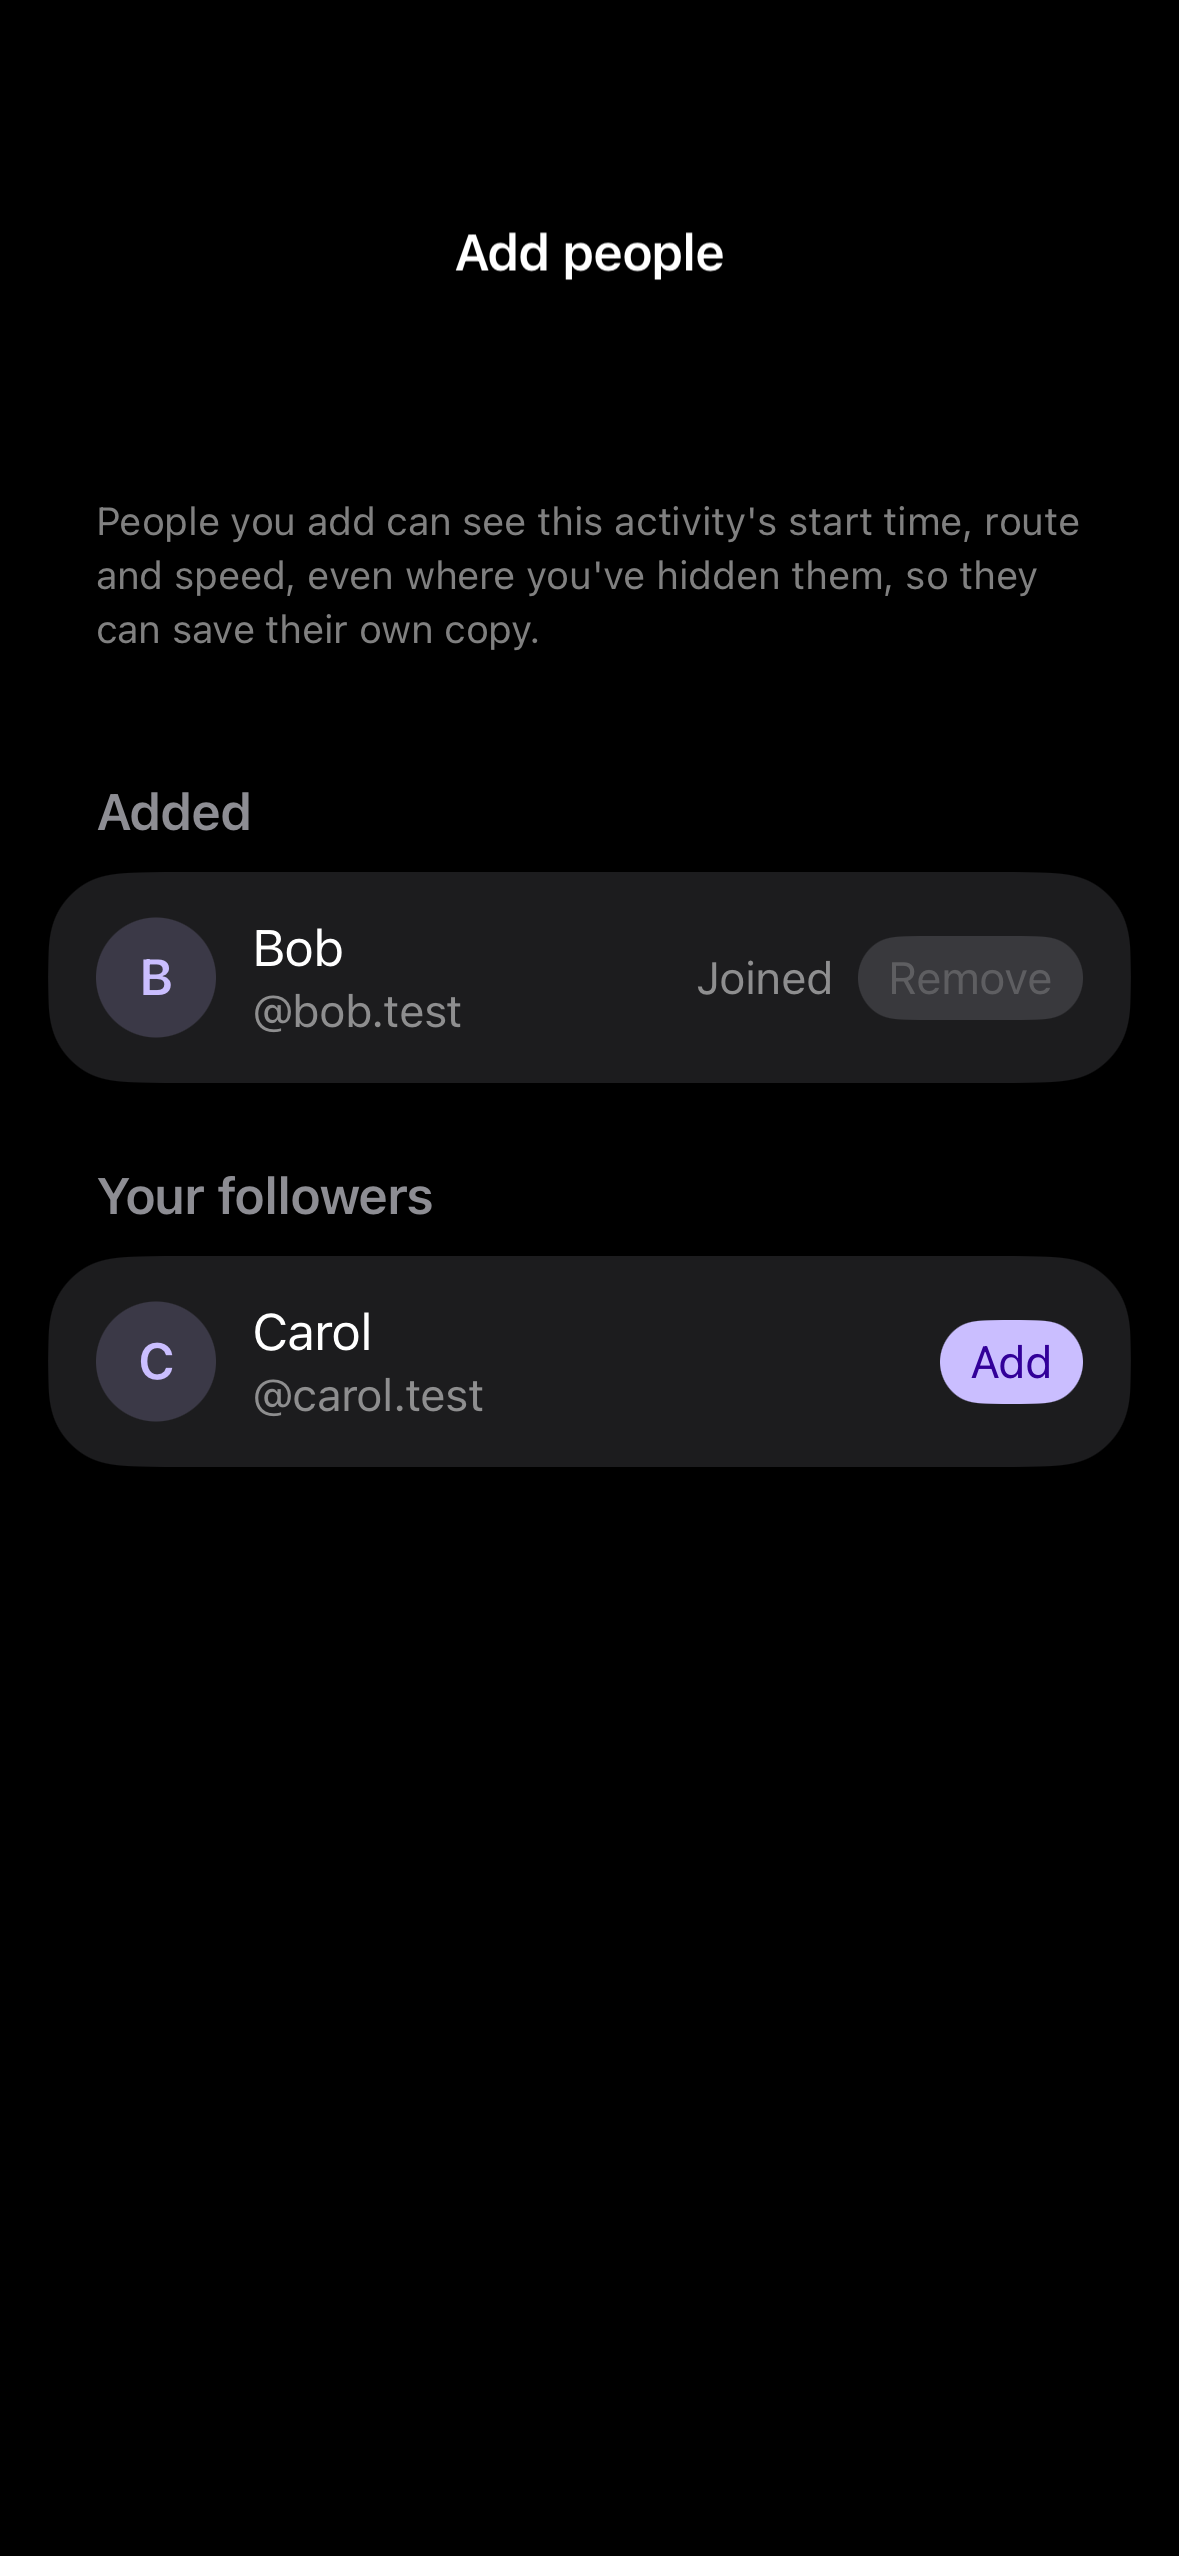 Add people
People you add can see this activity's start time, route
and speed, even where you've hidden them, so they
can save their own copy.
Added
B
Bob
@bob.test
Joined
Remove
Your followers
C
Carol
@carol.test
Add